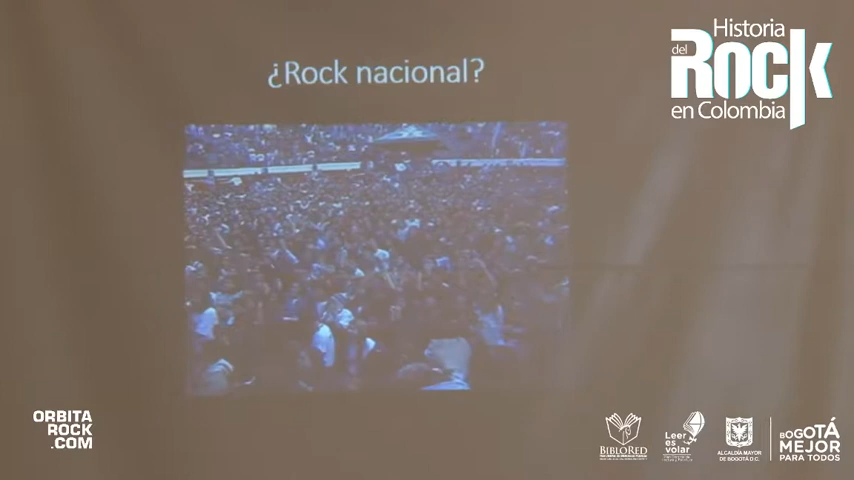 ¿Rock nacional?
Historia
del
Rock
en Colombia
ORBITA
ROCK
.COM
BIBLORED
Leer
es
volar
ALCALDÍA MAYOR
DE BOGOTÁ D.C.
BOGOTÁ
MEJOR
PARA TODOS